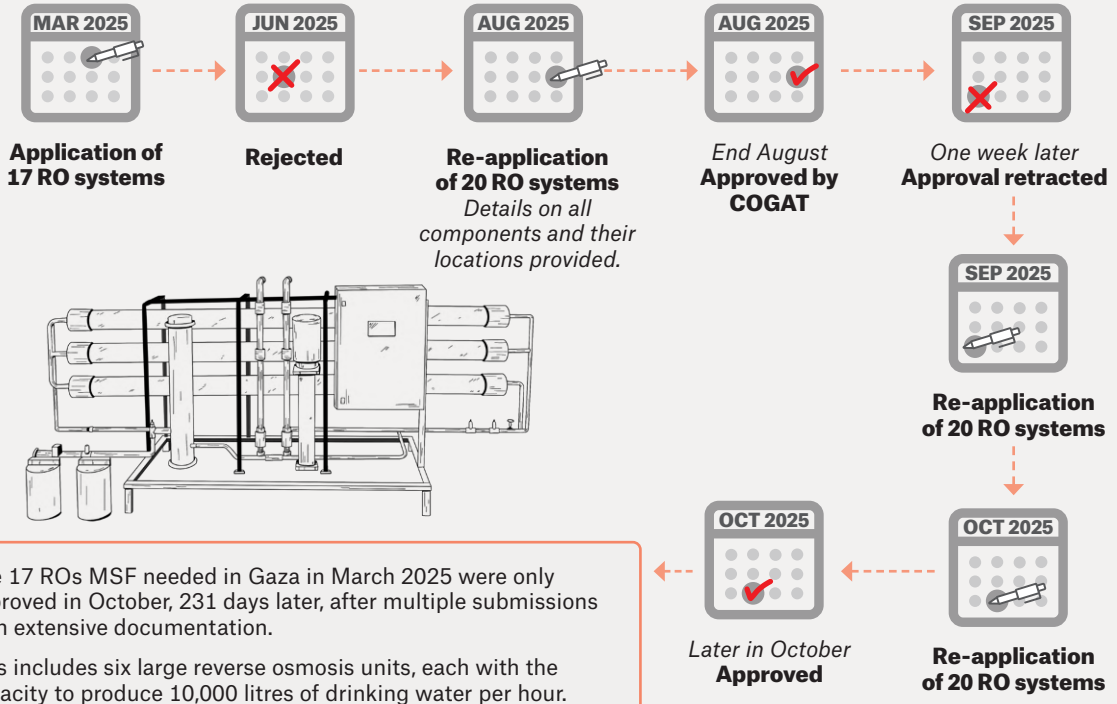 MAR 2025
Application of
17 RO systems
JUN 2025
Rejected
AUG 2025
Re-application
of 20 RO systems
Details on all
components and their
locations provided.
AUG 2025
End August
Approved by
COGAT
SEP 2025
One week later
Approval retracted
SEP 2025
Re-application
of 20 RO systems
OCT 2025
Re-application
of 20 RO systems
OCT 2025
Later in October
Approved
17 ROs MSF needed in Gaza in March 2025 were only
in October, 231 days later, after multiple submissions
extensive documentation.
includes six large reverse osmosis units, each with the
to produce 10,000 litres of drinking water per hour.